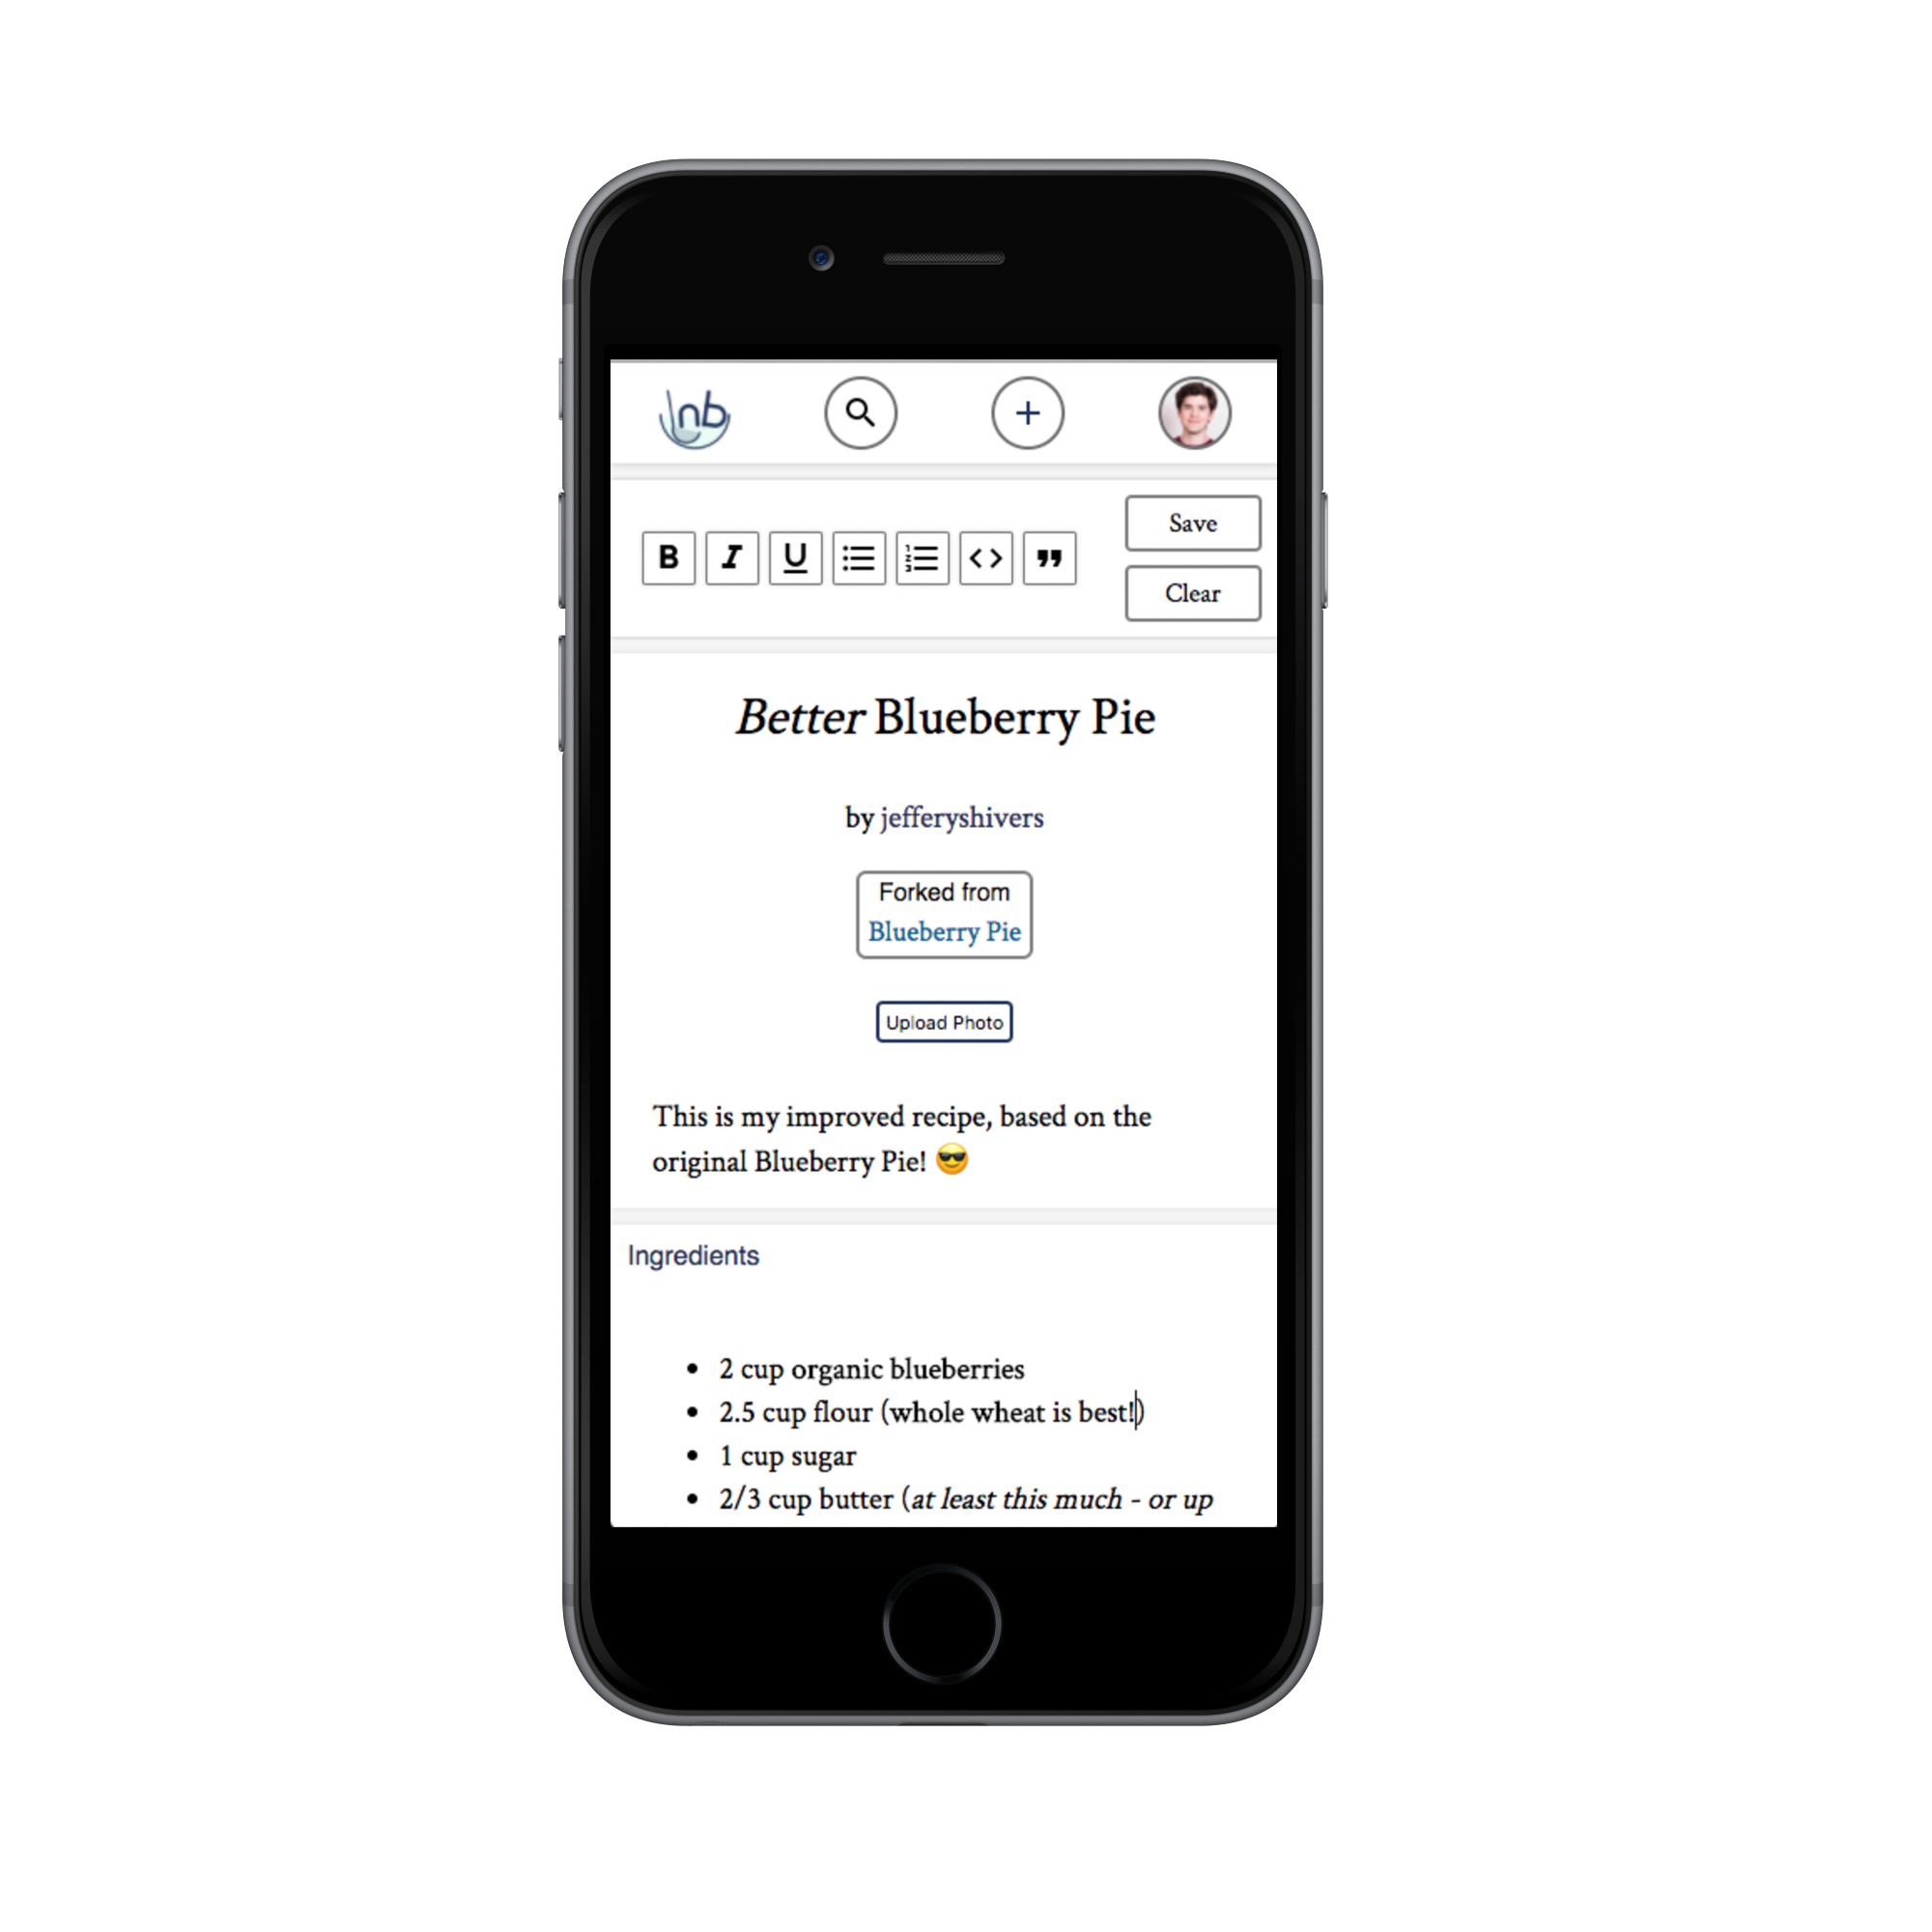 nb
B I U
Save
Clear
Better Blueberry Pie
by jefferyshivers
Forked from
Blueberry Pie
Upload Photo
This is my improved recipe, based on the
original Blueberry Pie! 😎
Ingredients
• 2 cup organic blueberries
• 2.5 cup flour (whole wheat is best!)
• 1 cup sugar
• 2/3 cup butter (at least this much - or up